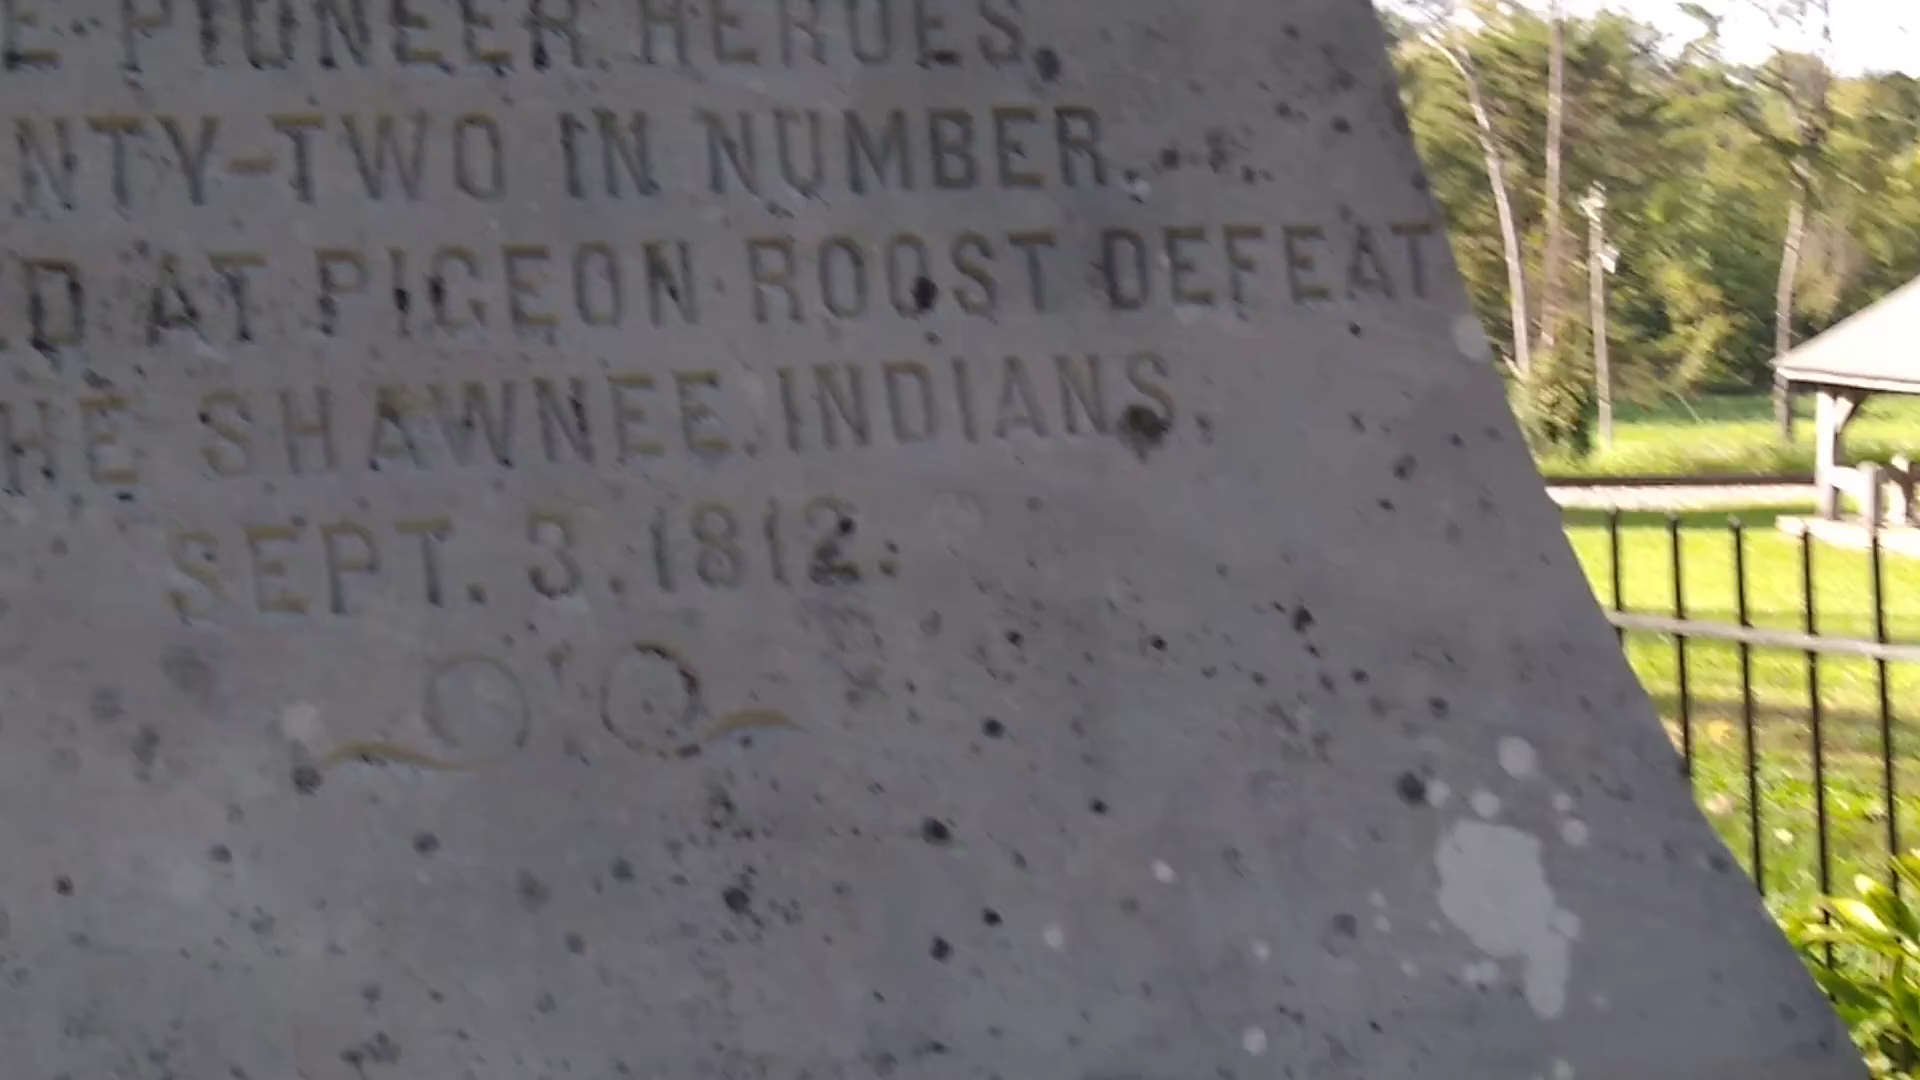 E PIONEER HEROES,
NTY-TWO IN NUMBER.
D AT PIGEON ROOST DEFEAT
HE SHAWNEE INDIANS.
SEPT. 3. 1812.